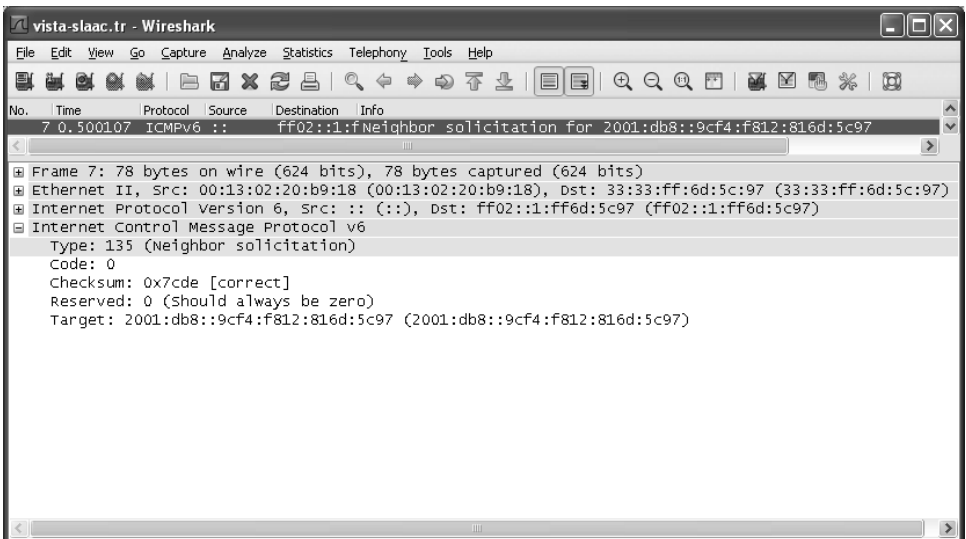 vista-slaac.tr - Wireshark
File Edit View Go Capture Analyze Statistics Telephony Tools Help
No. Time Protocol Source Destination Info
7 0.500107 ICMPv6 :: ff02::1:f Neighbor solicitation for 2001:db8::9cf4:f812:816d:5c97
Frame 7: 78 bytes on wire (624 bits), 78 bytes captured (624 bits)
Ethernet II, Src: 00:13:02:20:b9:18 (00:13:02:20:b9:18), Dst: 33:33:ff:6d:5c:97 (33:33:ff:6d:5c:97)
Internet Protocol Version 6, Src: :: (::), Dst: ff02::1:ff6d:5c97 (ff02::1:ff6d:5c97)
Internet Control Message Protocol v6
Type: 135 (Neighbor solicitation)
Code: 0
Checksum: 0x7cde [correct]
Reserved: 0 (Should always be zero)
Target: 2001:db8::9cf4:f812:816d:5c97 (2001:db8::9cf4:f812:816d:5c97)